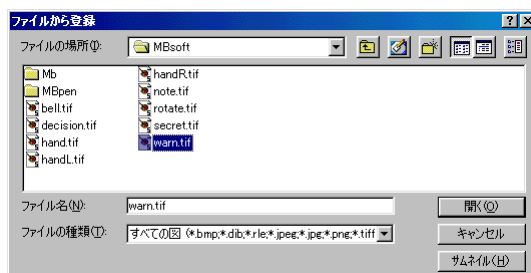 ファイルから登録
ファイルの場所(I):
MBsoft
Mb
MBpen
bell.tif
decision.tif
hand.tif
handL.tif
handR.tif
note.tif
rotate.tif
secret.tif
warn.tif
ファイル名(N):
warn.tif
開く(O)
ファイルの種類(T):
すべての図 (*.bmp;*.dib;*.rle;*.jpeg;*.jpg;*.png;*.tiff
キャンセル
サムネイル(H)